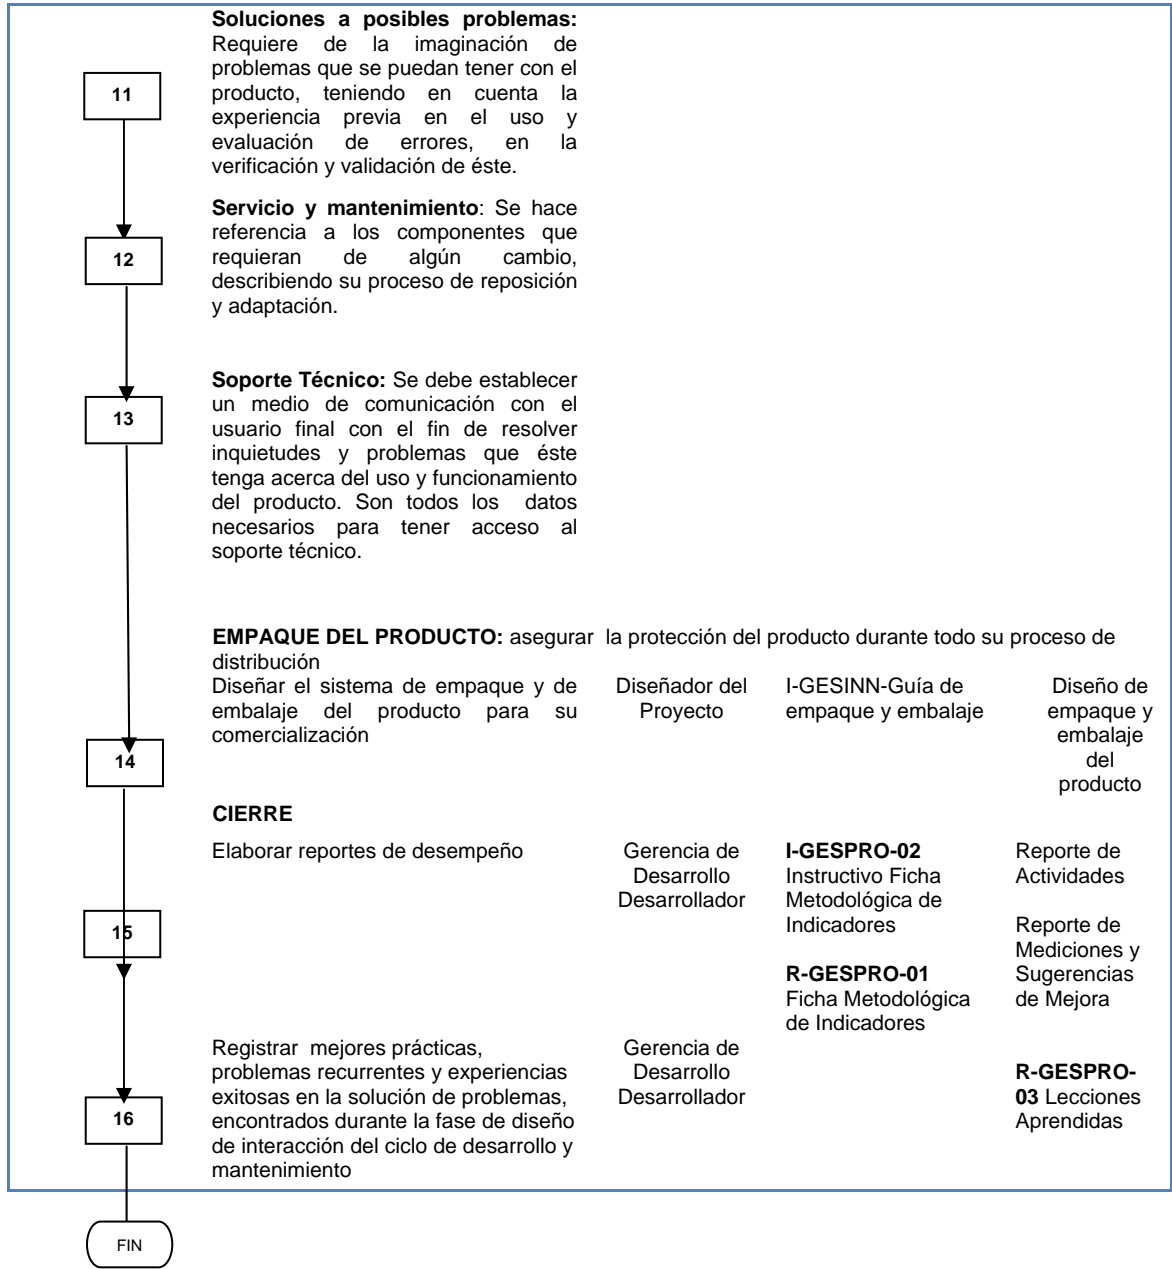 Soluciones a posibles problemas:
Requiere de la imaginación de
problemas que se puedan tener con el
producto, teniendo en cuenta la
experiencia previa en el uso y
evaluación de errores, en la
verificación y validación de éste.
11
Servicio y mantenimiento: Se hace
referencia a los componentes que
requieran de algún cambio,
describiendo su proceso de reposición
y adaptación.
12
Soporte Técnico: Se debe establecer
un medio de comunicación con el
usuario final con el fin de resolver
inquietudes y problemas que éste
tenga acerca del uso y funcionamiento
del producto. Son todos los datos
necesarios para tener acceso al
soporte técnico.
13
EMPAQUE DEL PRODUCTO: asegurar la protección del producto durante todo su proceso de
distribución
Diseñar el sistema de empaque y de
embalaje del producto para su
comercialización
Diseñador del
Proyecto
I-GESINN-Guía de
empaque y embalaje
Diseño de
empaque y
embalaje
del
producto
14
CIERRE
Elaborar reportes de desempeño
Gerencia de
Desarrollo
Desarrollador
I-GESPRO-02
Instructivo Ficha
Metodológica de
Indicadores
R-GESPRO-01
Ficha Metodológica
de Indicadores
Reporte de
Actividades
Reporte de
Mediciones y
Sugerencias
de Mejora
15
Registrar mejores prácticas,
problemas recurrentes y experiencias
exitosas en la solución de problemas,
encontrados durante la fase de diseño
de interacción del ciclo de desarrollo y
mantenimiento
Gerencia de
Desarrollo
Desarrollador
R-GESPRO-
03 Lecciones
Aprendidas
16
FIN